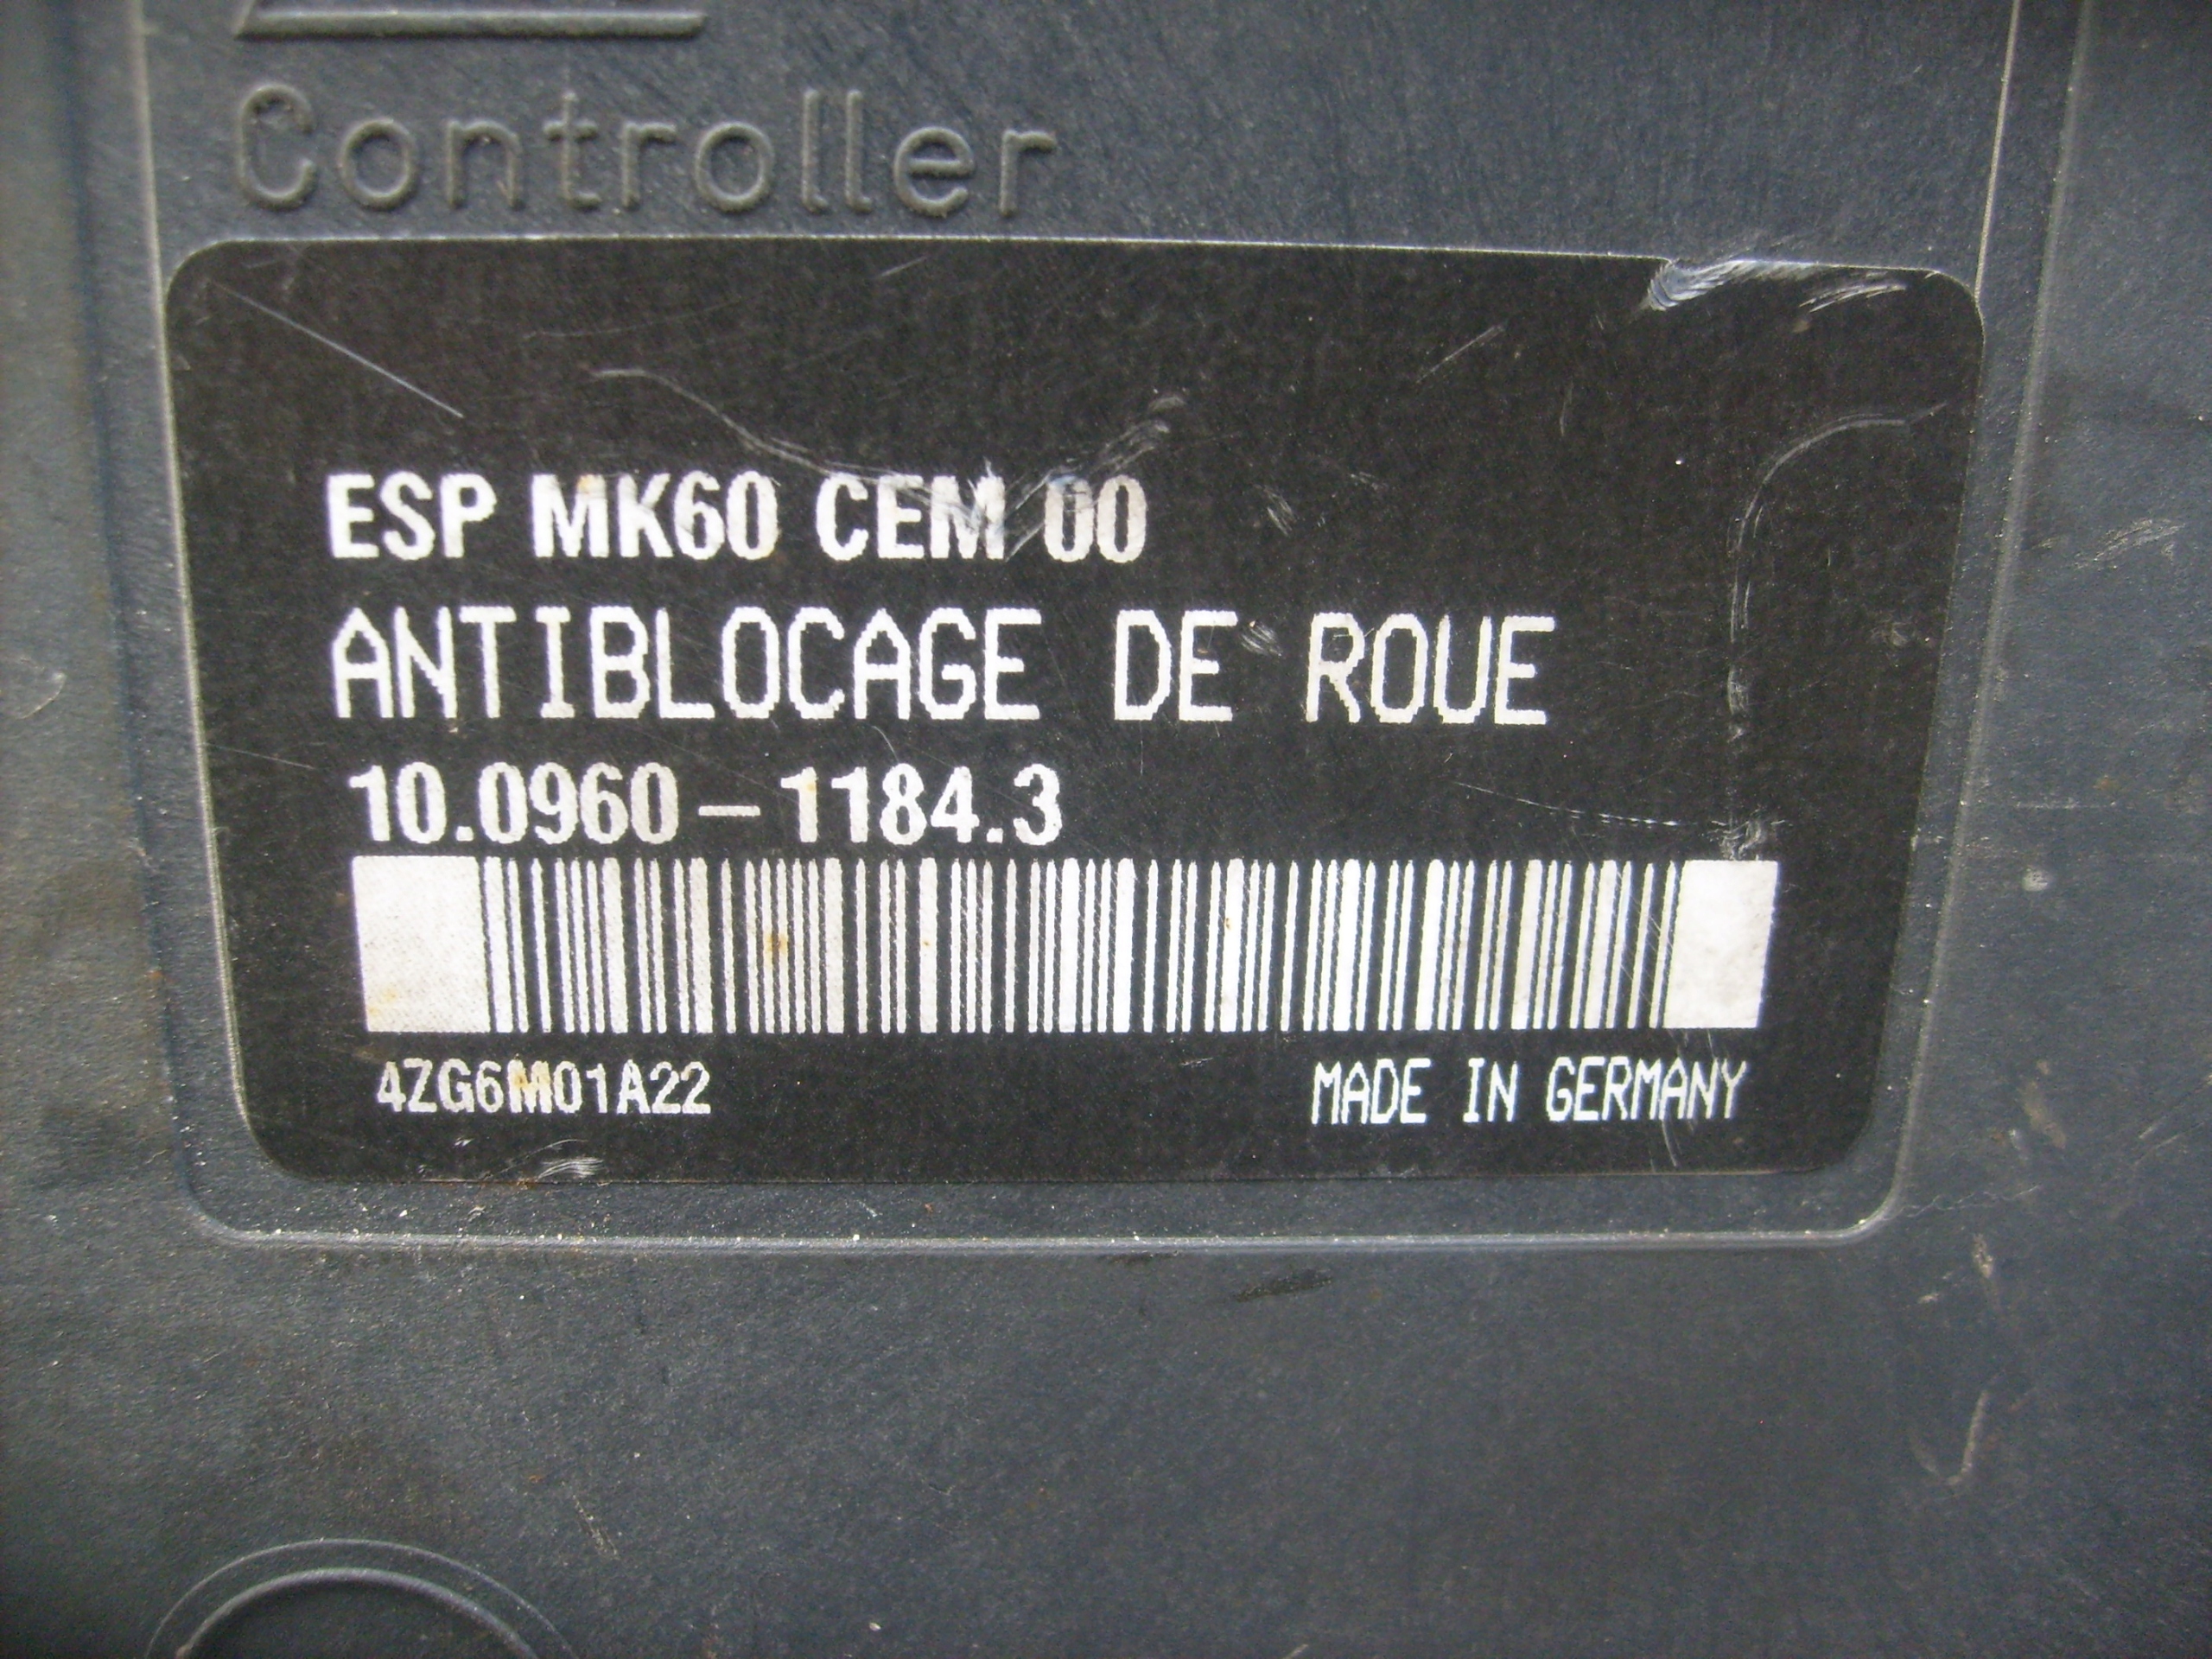 Controller
ESP MK60 CEM 00
ANTIBLOCAGE DE ROUE
10.0960-1184.3
4ZG6M01A22
MADE IN GERMANY